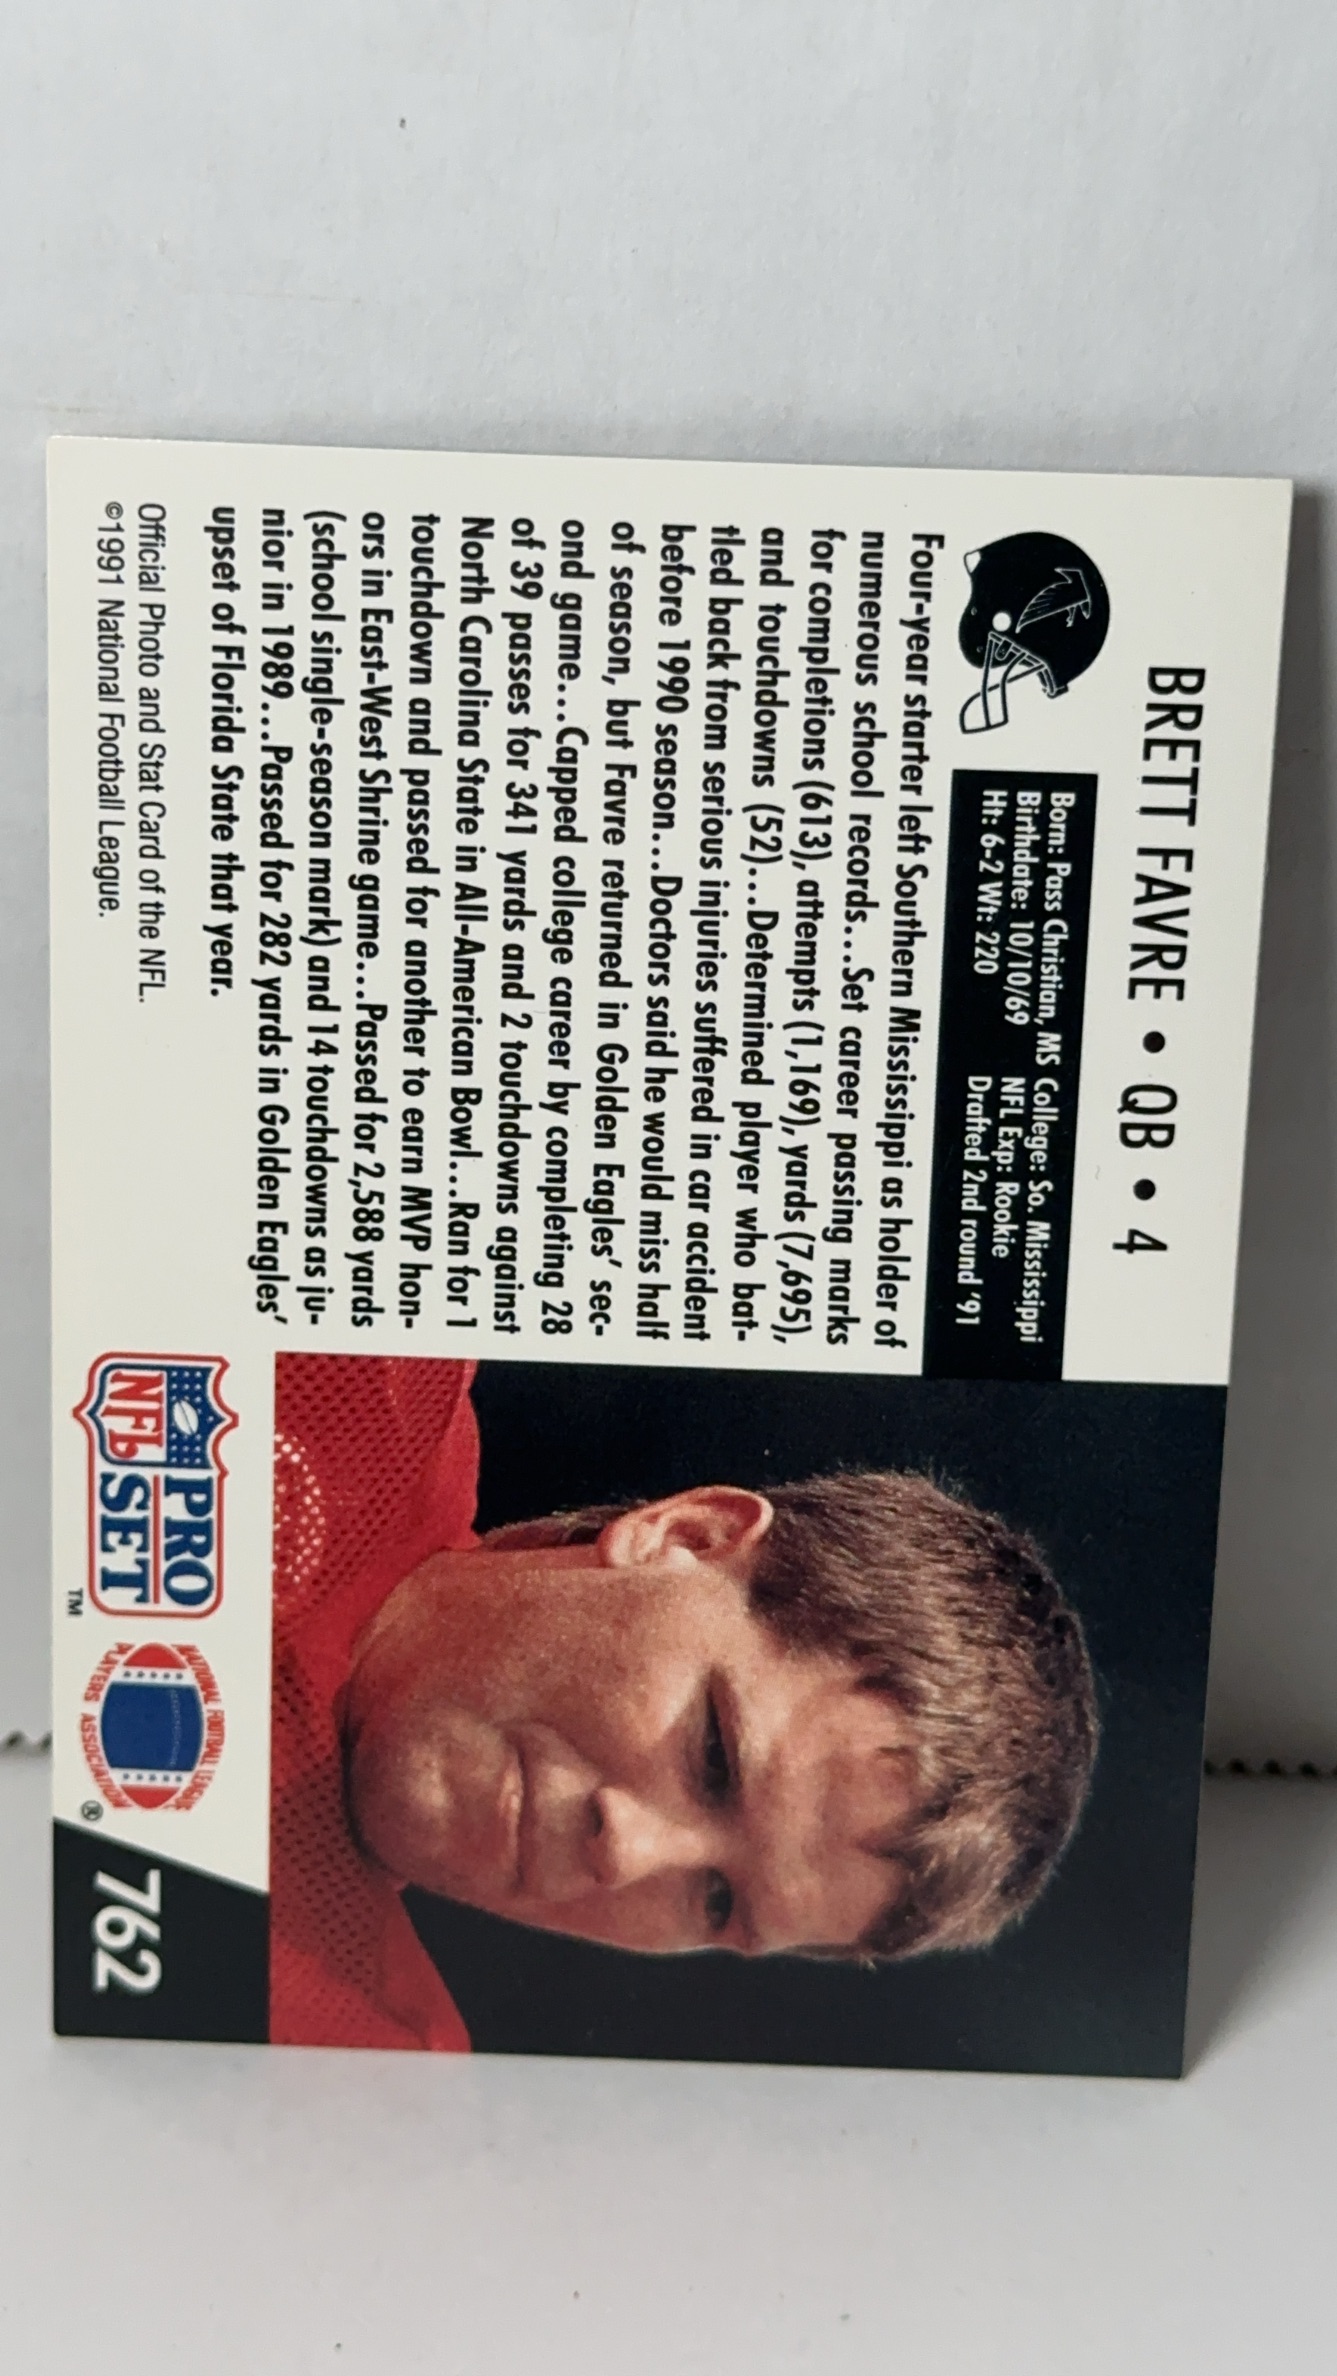 BRETT FAVRE • QB • 4
Born: Pass Christian, MS College: So. Mississippi
Birthdate: 10/10/69 NFL Exp: Rookie
Ht: 6-2 Wt: 220 Drafted 2nd round '91
Four-year starter left Southern Mississippi as holder of
numerous school records...Set career passing marks
for completions (613), attempts (1,169), yards (7,695),
and touchdowns (52)...Determined player who bat-
tled back from serious injuries suffered in car accident
before 1990 season...Doctors said he would miss half
of season, but Favre returned in Golden Eagles' sec-
ond game...Capped college career by completing 28
of 39 passes for 341 yards and 2 touchdowns against
North Carolina State in All-American Bowl...Ran for 1
touchdown and passed for another to earn MVP hon-
ors in East-West Shrine game...Passed for 2,588 yards
(school single-season mark) and 14 touchdowns as ju-
nior in 1989...Passed for 282 yards in Golden Eagles'
upset of Florida State that year.
Official Photo and Stat Card of the NFL.
©1991 National Football League.
NFL
PRO
SET
TM
NATIONAL FOOTBALL LEAGUE
PLAYERS ASSOCIATION
®
762